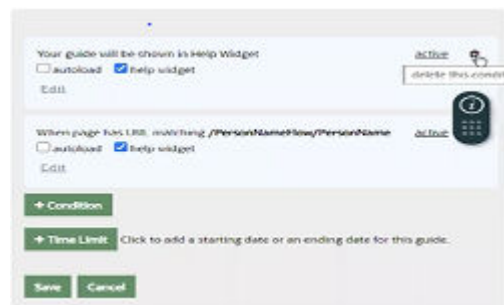 Your guide will be shown in Help Widget active
autoload help widget
delete this condi
Edit
When page has URL matching /PersonNameFlow/PersonName active
autoload help widget
Edit
+ Condition
+ Time Limit Click to add a starting date or an ending date for this guide.
Save Cancel